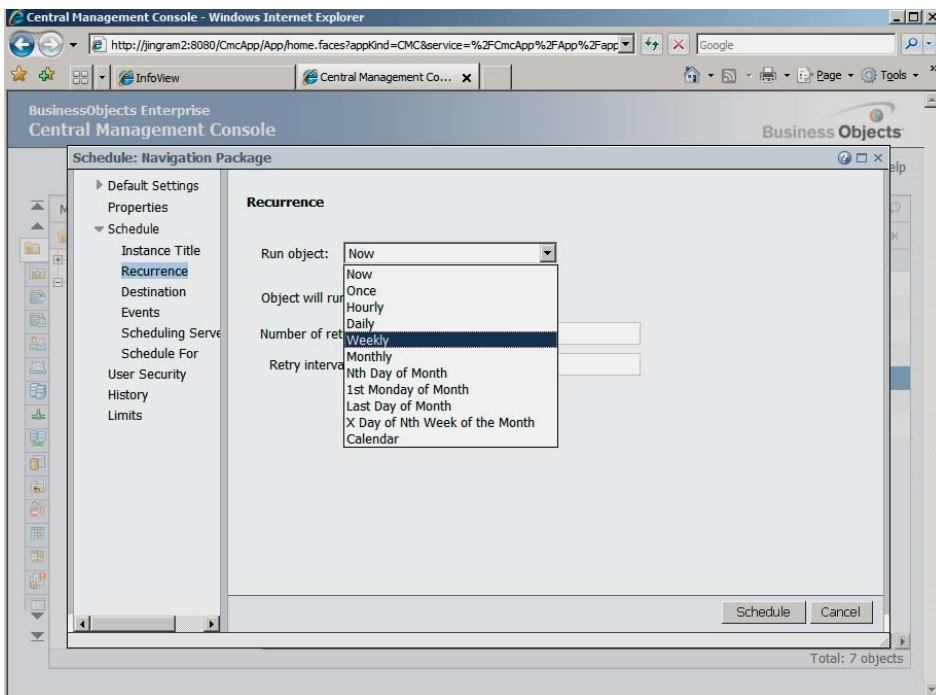 Central Management Console - Windows Internet Explorer
http://jingram2:8080/CmcApp/App/home.faces?appKind=CMC&service=%2FCmcApp%2FApp%2Fapp
Google
InfoView
Central Management Co...
Page
Tools
»
BusinessObjects Enterprise
Central Management Console
Business Objects
Schedule: Navigation Package
elp
Default Settings
Properties
Schedule
Instance Title
Recurrence
Destination
Events
Scheduling Serve
Schedule For
User Security
History
Limits
M
Recurrence
Run object: Now
Now
Once
Hourly
Daily
Weekly
Monthly
Nth Day of Month
1st Monday of Month
Last Day of Month
X Day of Nth Week of the Month
Calendar
Object will run
Number of ret
Retry interva
Schedule
Cancel
Total: 7 objects